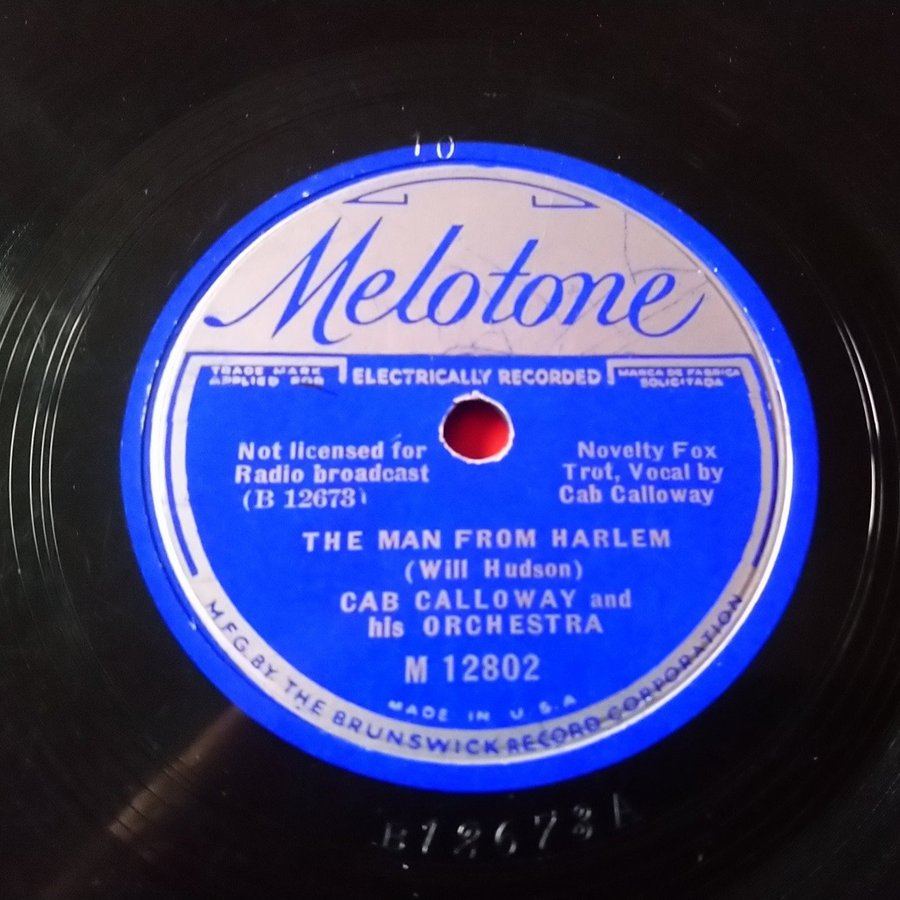 10
Melotone
TRADE MARK
APPLIED FOR
ELECTRICALLY RECORDED
MARCA DE FABRICA
SOLICITADA
Not licensed for
Radio broadcast
(B 12673)
Novelty Fox
Trot, Vocal by
Cab Calloway
THE MAN FROM HARLEM
(Will Hudson)
CAB CALLOWAY and
his ORCHESTRA
M 12802
MADE IN U.S.A
MFG. BY THE BRUNSWICK RECORD CORPORATION
B12673A